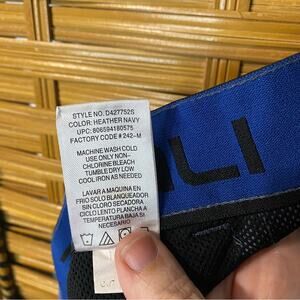 STYLE NO. D427752S
COLOR: HEATHER NAVY
UPC: 806594180575
FACTORY CODE # 242-M
MACHINE WASH COLD
USE ONLY NON-
CHLORINE BLEACH
TUMBLE DRY LOW
COOL IRON AS NEEDED
LAVAR A MAQUINA EN
FRIO SOLO BLANQUEADOR
SIN CLORO SECADORA
CICLO LENTO PLANCHA A
TEMPERATURA BAJA SI
NECESARIO